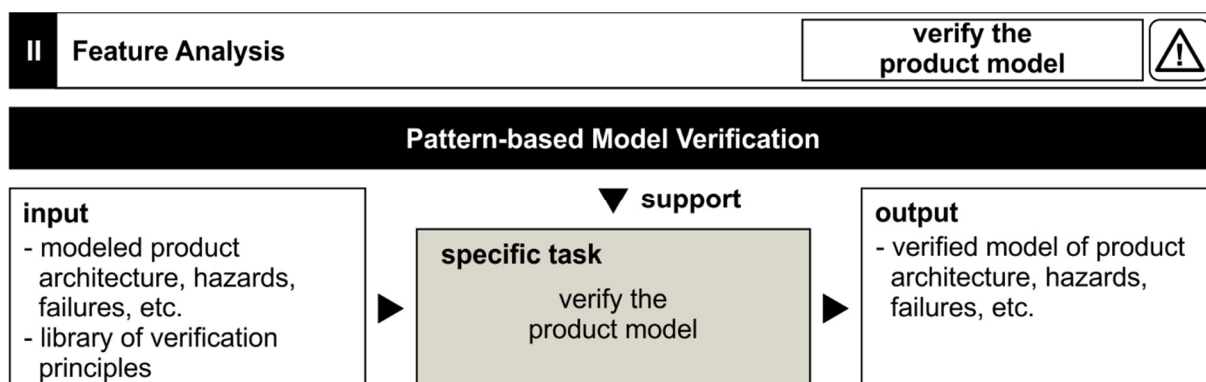 II Feature Analysis
verify the
product model
Pattern-based Model Verification
support
input
- modeled product
architecture, hazards,
failures, etc.
- library of verification
principles
specific task
verify the
product model
output
- verified model of product
architecture, hazards,
failures, etc.